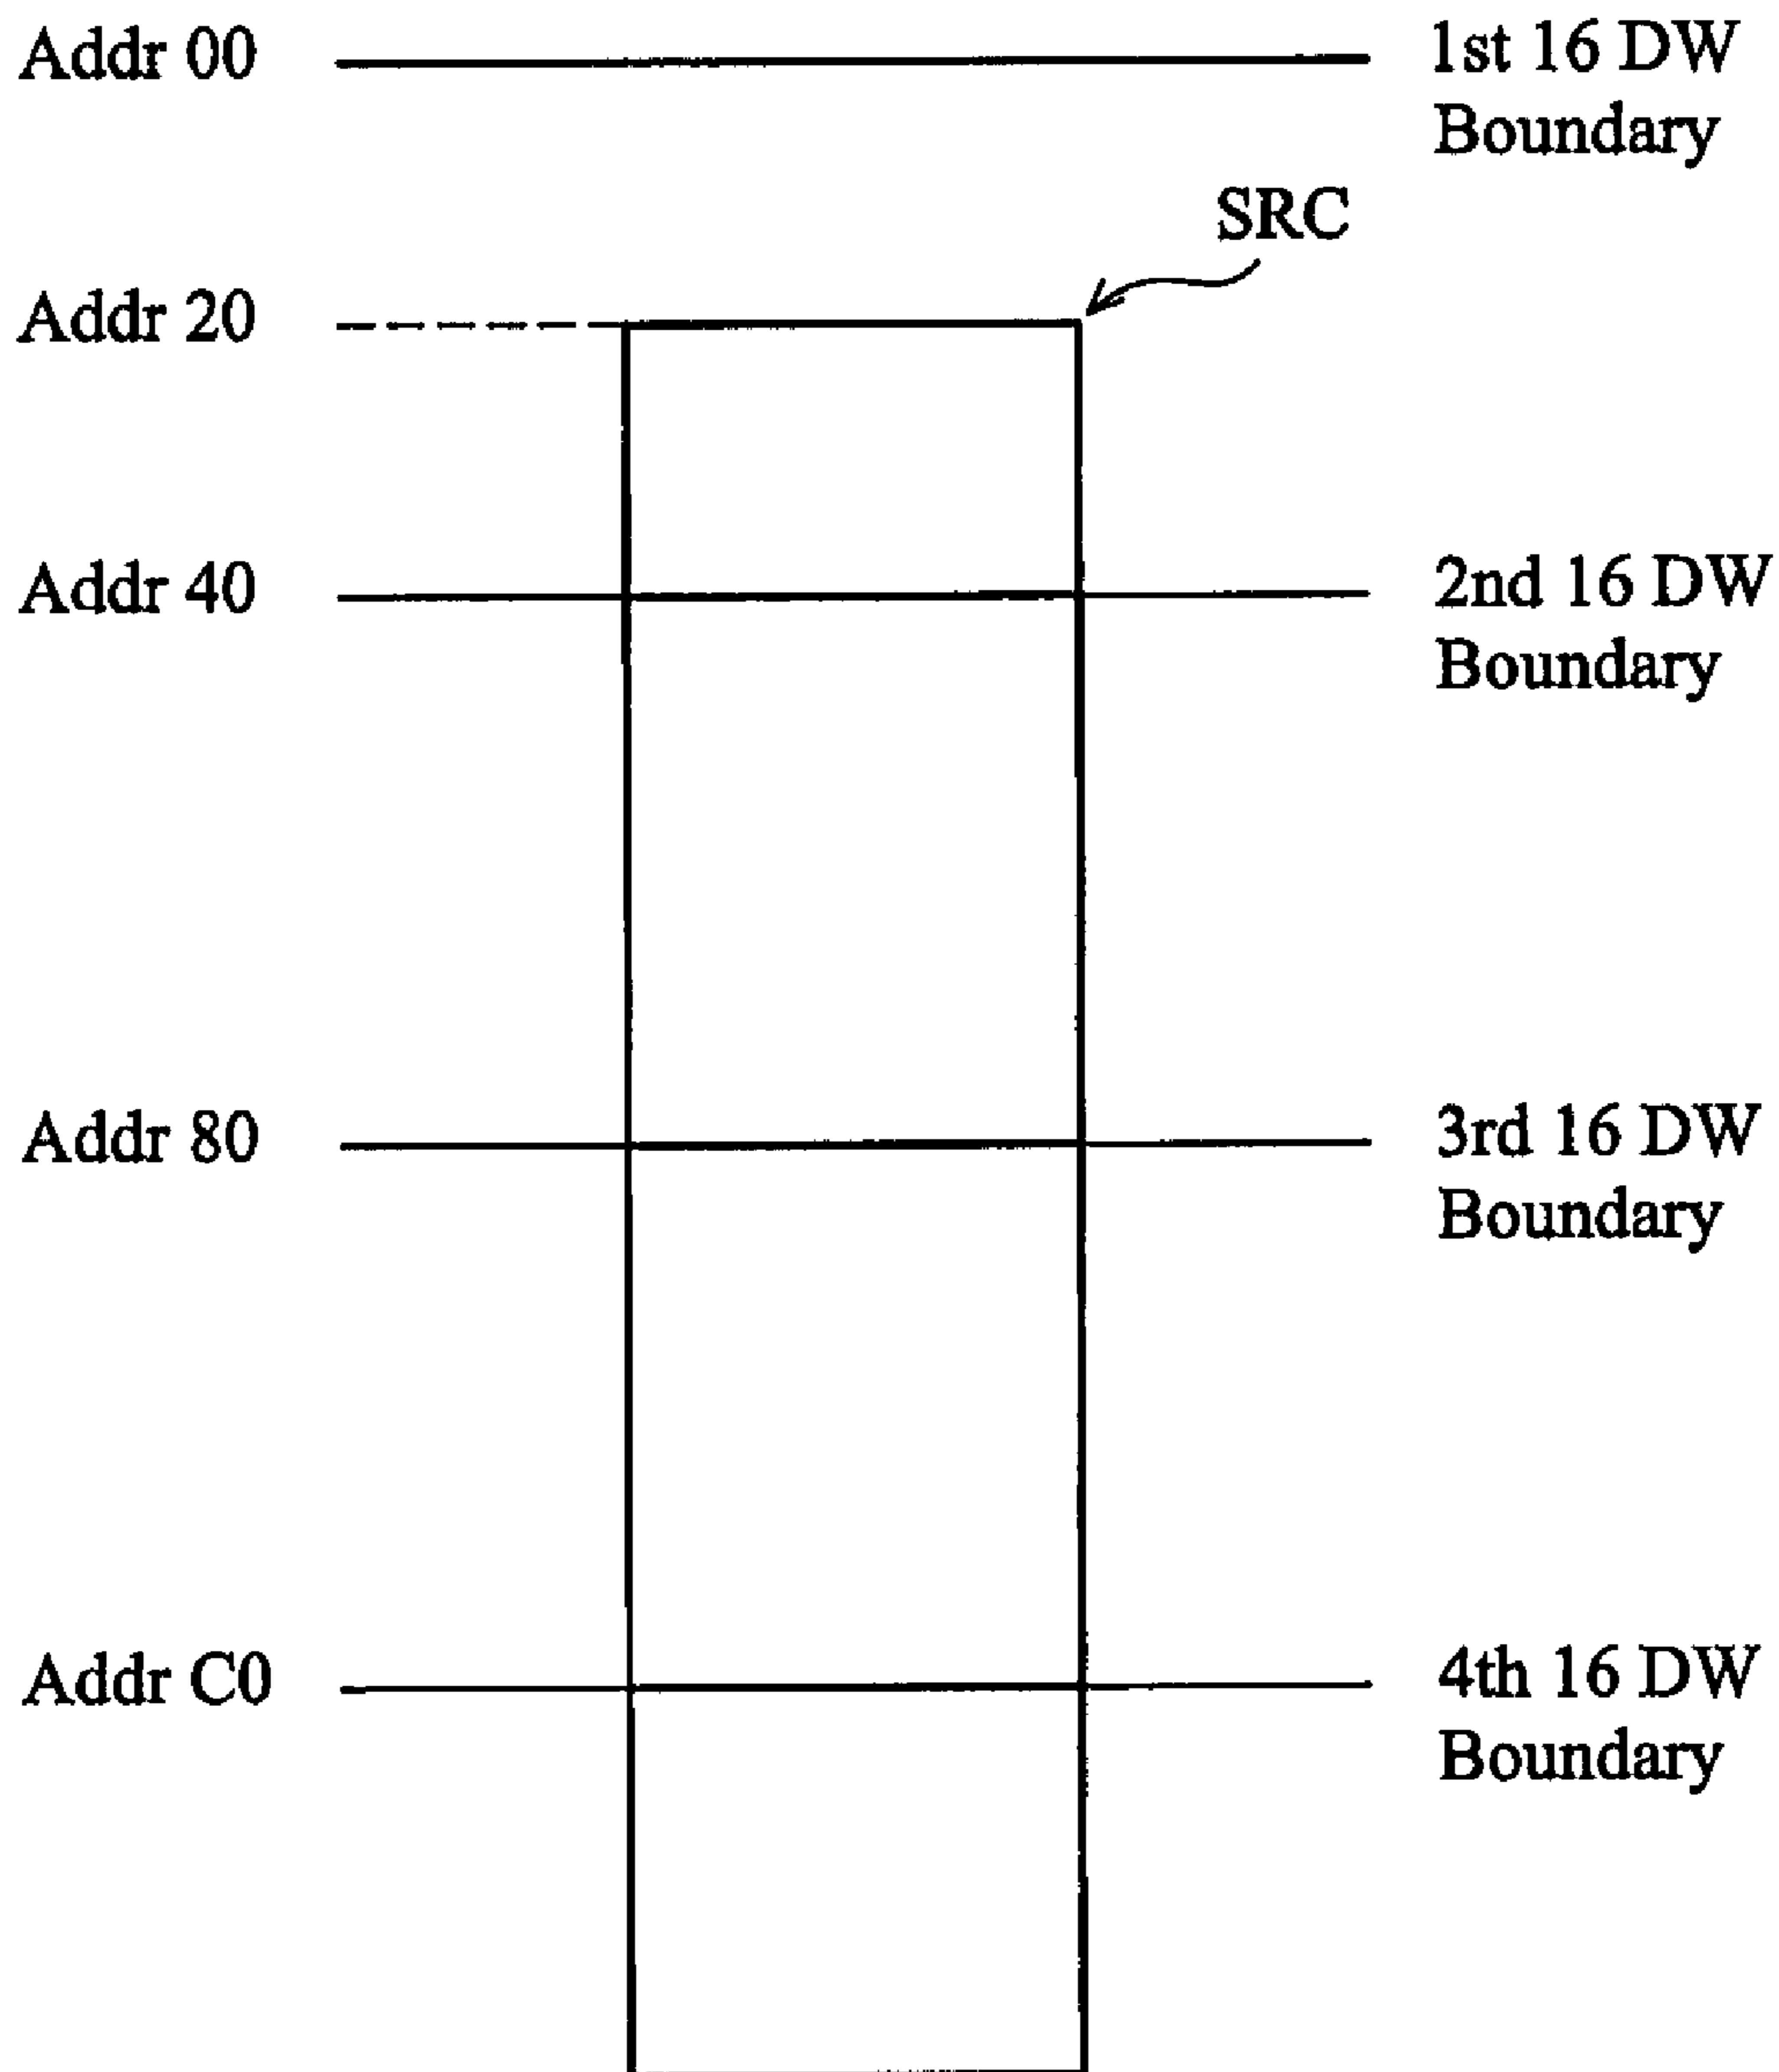 Addr 00
1st 16 DW
Boundary
SRC
Addr 20
Addr 40
2nd 16 DW
Boundary
Addr 80
3rd 16 DW
Boundary
Addr C0
4th 16 DW
Boundary